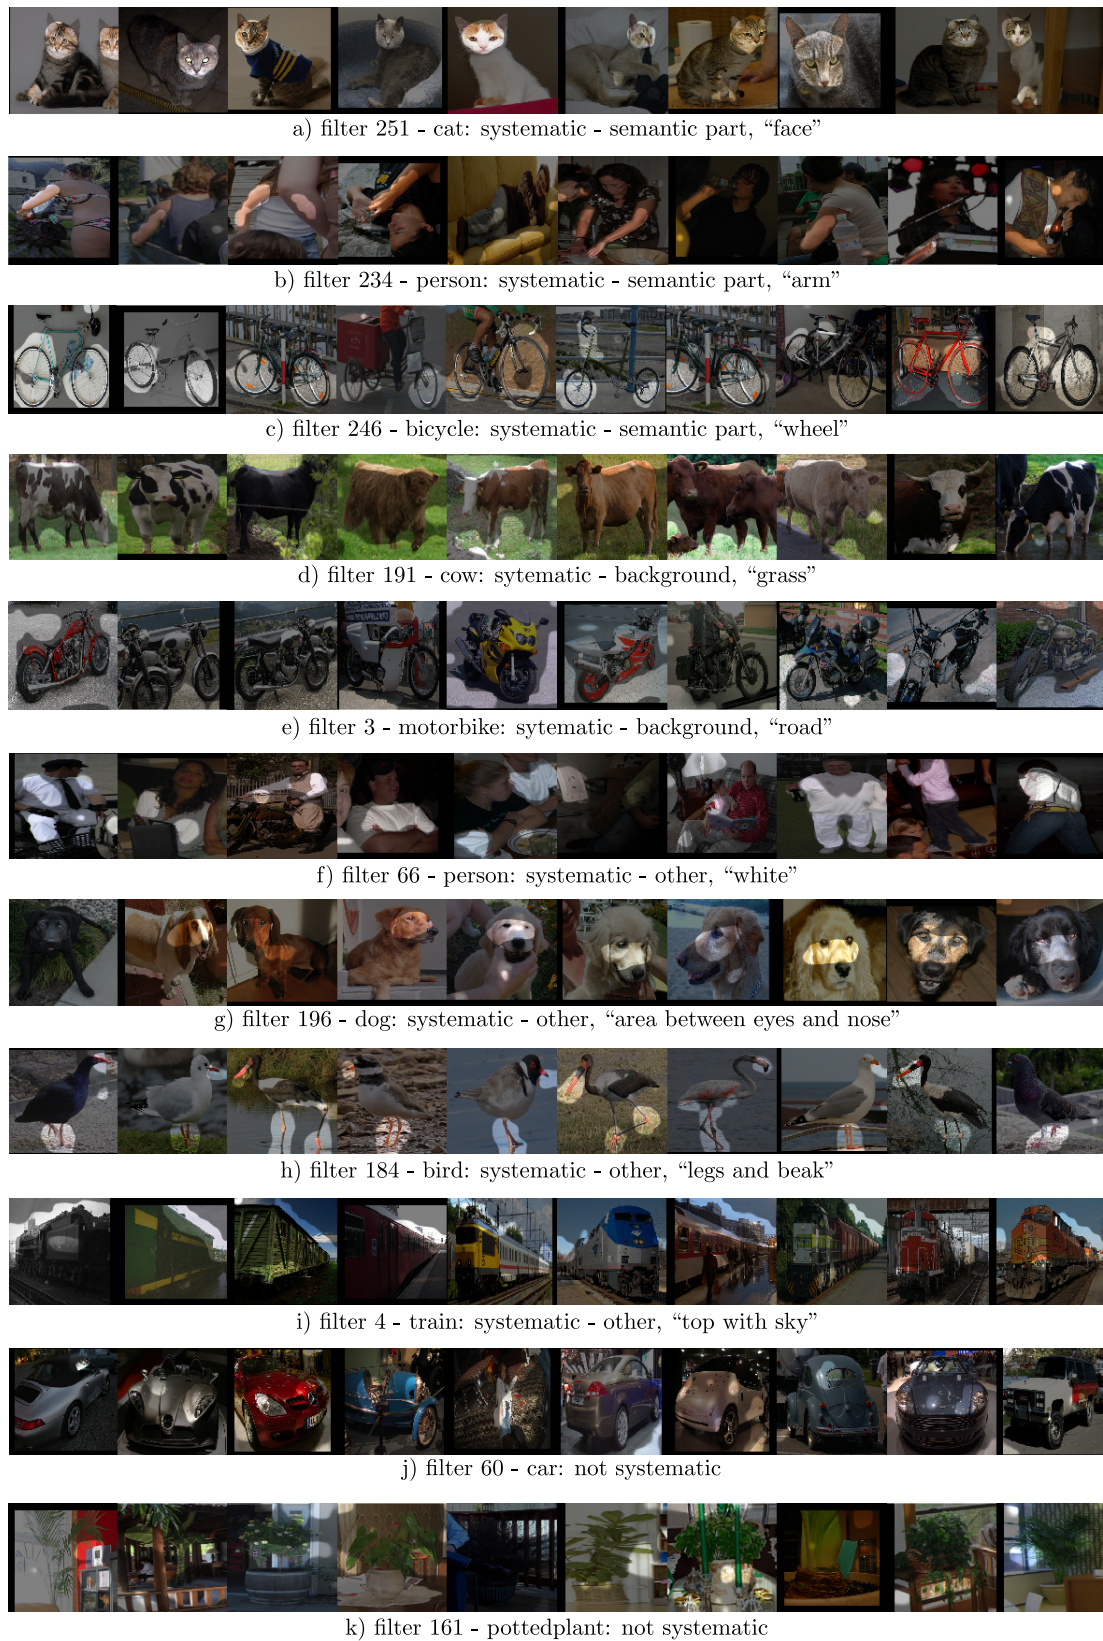 a) filter 251 - cat: systematic - semantic part, “face”
b) filter 234 - person: systematic - semantic part, “arm”
c) filter 246 - bicycle: systematic - semantic part, “wheel”
d) filter 191 - cow: sytematic - background, “grass”
e) filter 3 - motorbike: sytematic - background, “road”
f) filter 66 - person: systematic - other, “white”
g) filter 196 - dog: systematic - other, “area between eyes and nose”
h) filter 184 - bird: systematic - other, “legs and beak”
i) filter 4 - train: systematic - other, “top with sky”
j) filter 60 - car: not systematic
k) filter 161 - pottedplant: not systematic